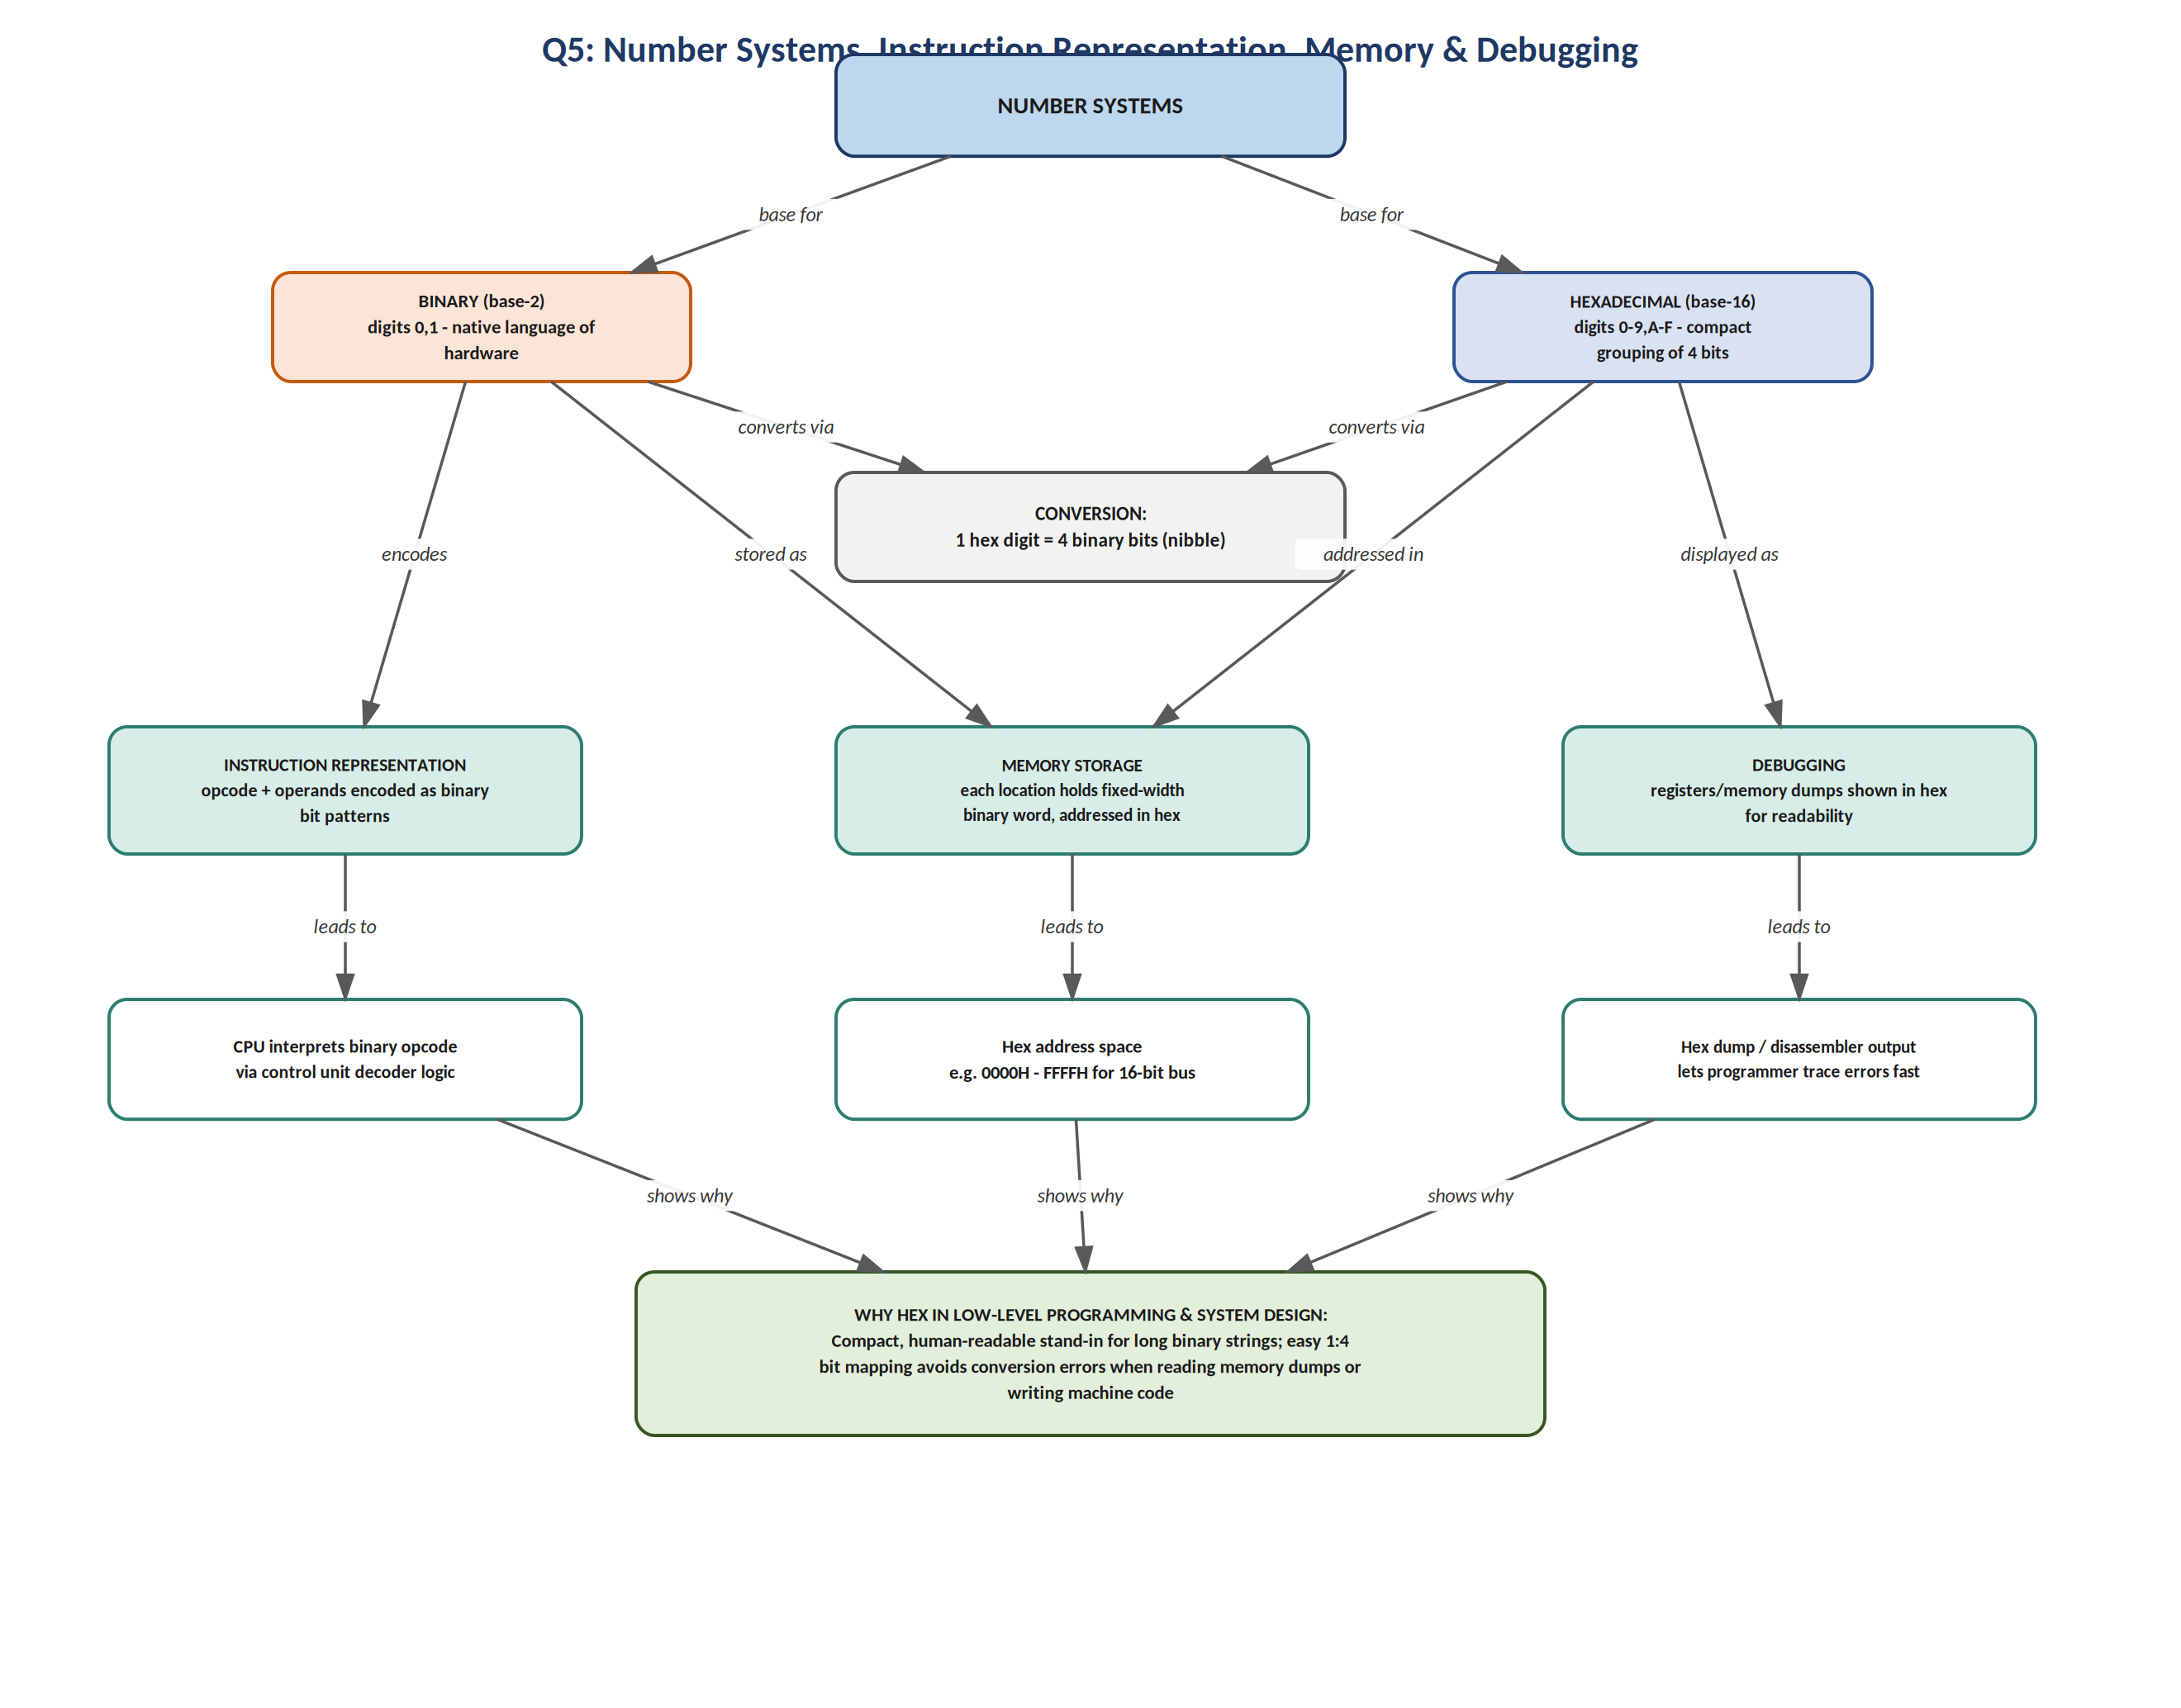 Q5: Number Systems, Instruction Representation, Memory & Debugging
NUMBER SYSTEMS
base for
base for
BINARY (base-2)
digits 0,1 - native language of
hardware
HEXADECIMAL (base-16)
digits 0-9,A-F - compact
grouping of 4 bits
converts via
converts via
CONVERSION:
1 hex digit = 4 binary bits (nibble)
encodes
stored as
addressed in
displayed as
INSTRUCTION REPRESENTATION
opcode + operands encoded as binary
bit patterns
MEMORY STORAGE
each location holds fixed-width
binary word, addressed in hex
DEBUGGING
registers/memory dumps shown in hex
for readability
leads to
leads to
leads to
CPU interprets binary opcode
via control unit decoder logic
Hex address space
e.g. 0000H - FFFFH for 16-bit bus
Hex dump / disassembler output
lets programmer trace errors fast
shows why
shows why
shows why
WHY HEX IN LOW-LEVEL PROGRAMMING & SYSTEM DESIGN:
Compact, human-readable stand-in for long binary strings; easy 1:4
bit mapping avoids conversion errors when reading memory dumps or
writing machine code